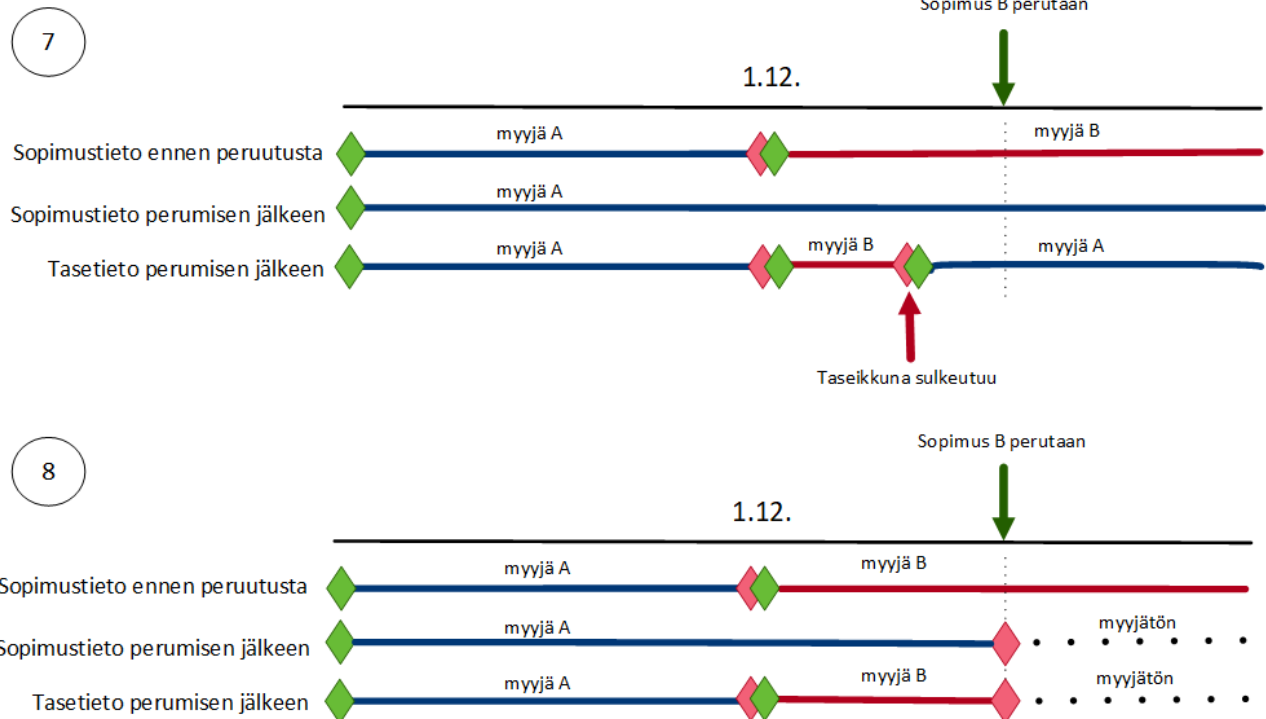 Sopimus B perutaan
7
1.12.
myyjä A
myyjä B
Sopimustieto ennen peruutusta
myyjä A
Sopimustieto perumisen jälkeen
myyjä A
myyjä B
myyjä A
Tasetieto perumisen jälkeen
Taseikkuna sulkeutuu
Sopimus B perutaan
8
1.12.
myyjä A
myyjä B
Sopimustieto ennen peruutusta
myyjä A
myyjätön
Sopimustieto perumisen jälkeen
myyjä A
myyjä B
myyjätön
Tasetieto perumisen jälkeen